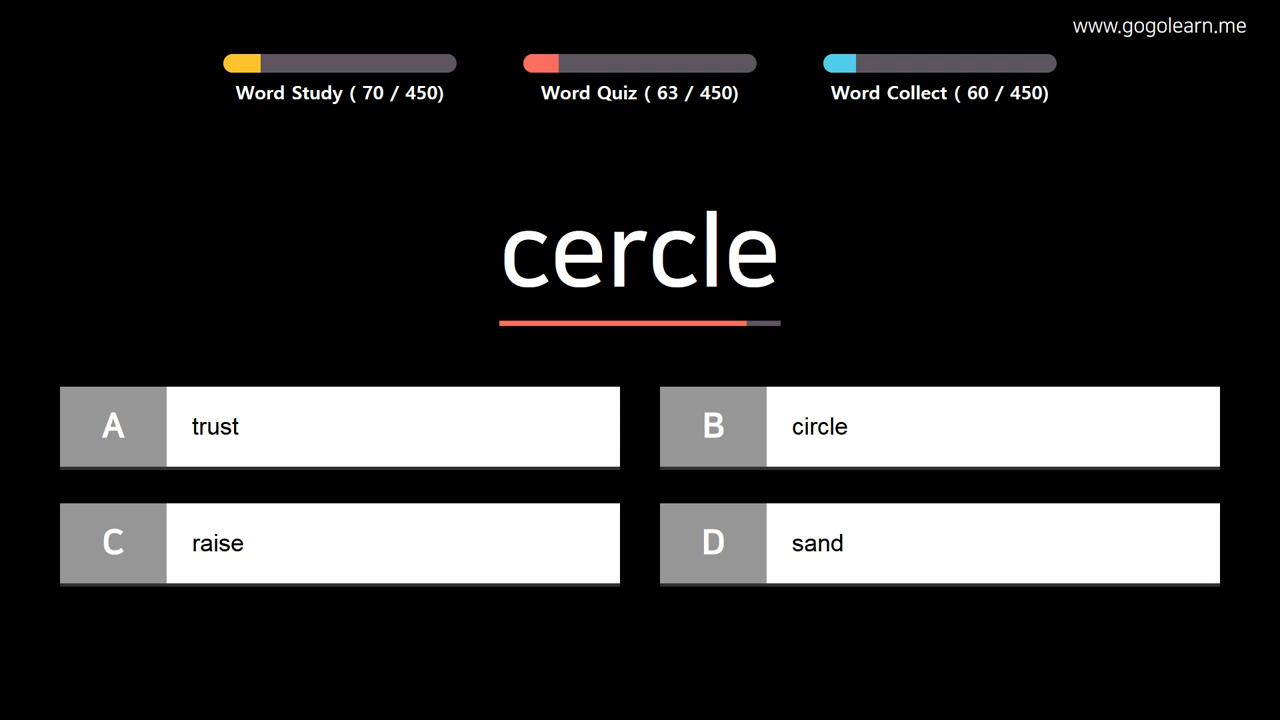 www.gogolearn.me
Word Study ( 70 / 450)
Word Quiz ( 63 / 450)
Word Collect ( 60 / 450)
cercle
A trust
B circle
C raise
D sand